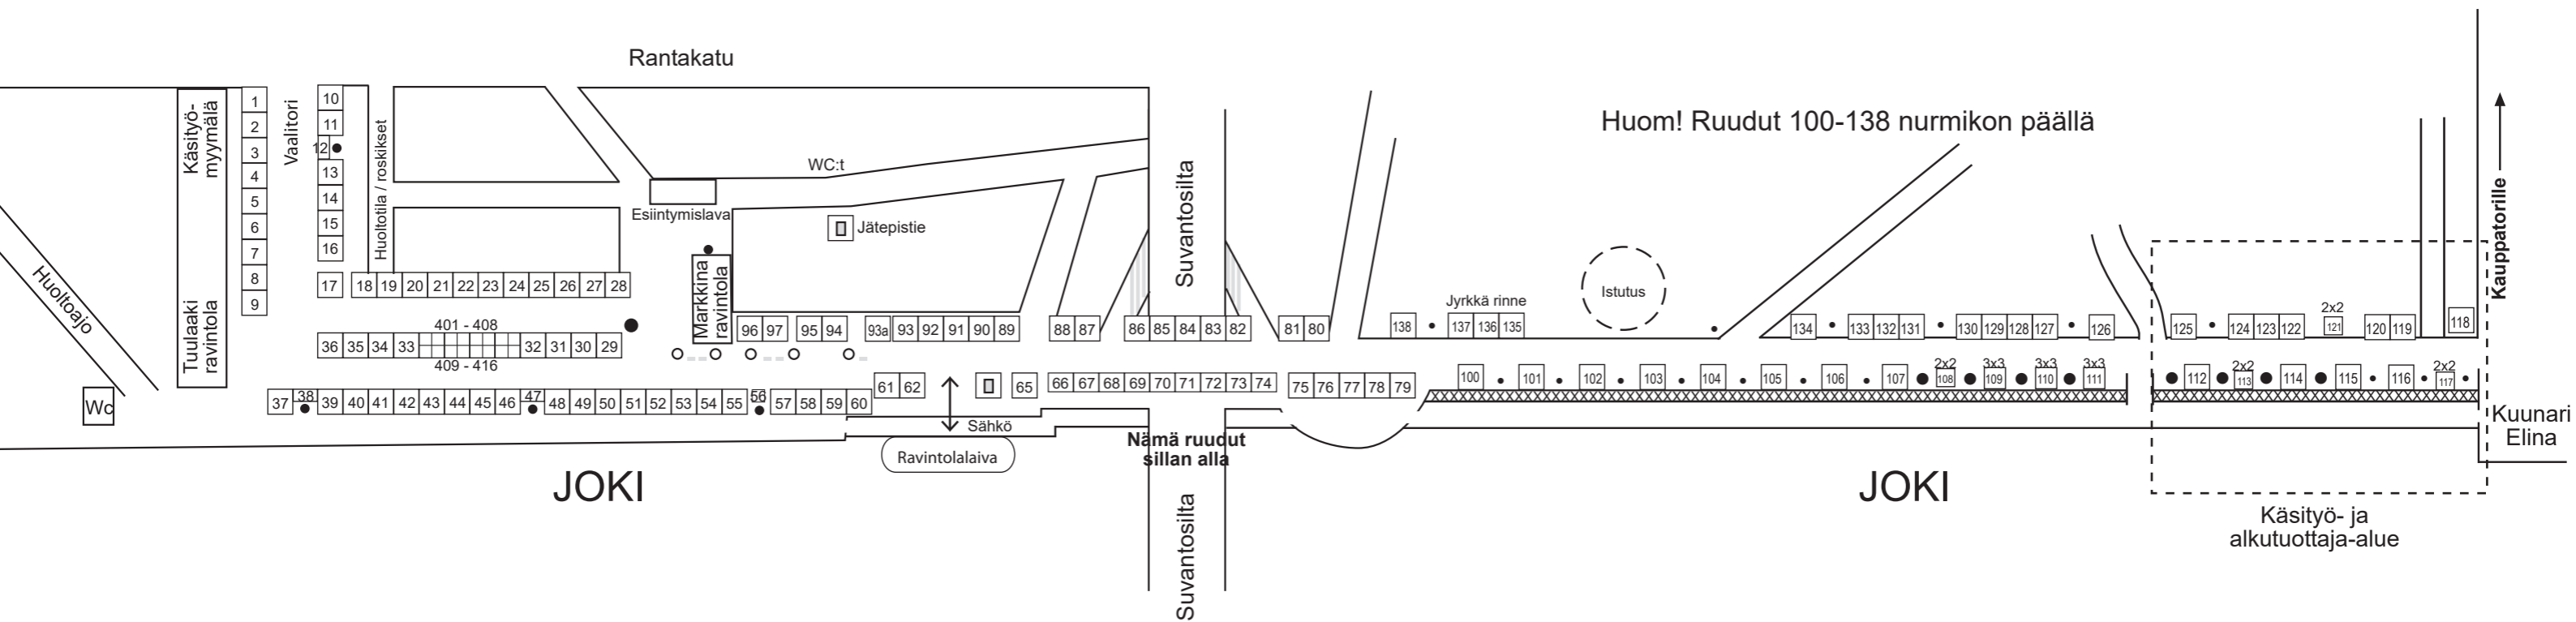 Rantakatu
Huom! Ruudut 100-138 nurmikon päällä
Käsityö-
myymälä
Tuulaaki
ravintola
Vaalitori
Huoltotila / roskikset
Huoltoajo
Wc
WC:t
Esiintymislava
Jätepistie
Markkina
ravintola
Suvantosilta
Jyrkkä rinne
Istutus
Kauppatorille
1
2
3
4
5
6
7
8
9
10
11
12
13
14
15
16
17 18 19 20 21 22 23 24 25 26 27 28
401 - 408
36 35 34 33 32 31 30 29
409 - 416
37 38 39 40 41 42 43 44 45 46 47 48 49 50 51 52 53 54 55 56 57 58 59 60
61 62 65 66 67 68 69 70 71 72 73 74 75 76 77 78 79
96 97 95 94 93a 93 92 91 90 89 88 87 86 85 84 83 82 81 80
138 137 136 135 134 133 132 131 130 129 128 127 126 125 124 123 122
2x2
121 120 119 118
100 101 102 103 104 105 106 107
2x2
108
3x3
109
3x3
110
3x3
111
112
2x2
113
114 115 116
2x2
117
Sähkö
Ravintolalaiva
Nämä ruudut
sillan alla
Suvantosilta
JOKI
JOKI
Kuunari
Elina
Käsityö- ja
alkutuottaja-alue